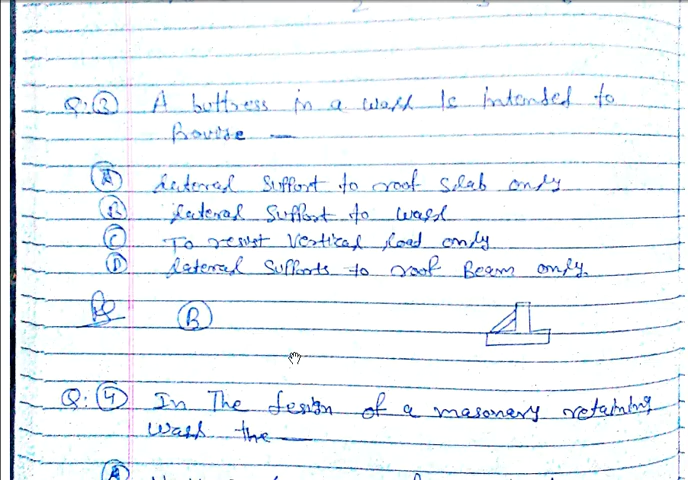 Q:③ A buttress in a wall is intended to
Provide —
Ⓐ Lateral Support to roof Slab only
Ⓑ Lateral Support to wall
Ⓒ To resist Vertical load only
Ⓓ Lateral Supports to roof Beam only.
Ⓑ
Q:④ In The design of a masonary retaining
wall the —
Ⓐ